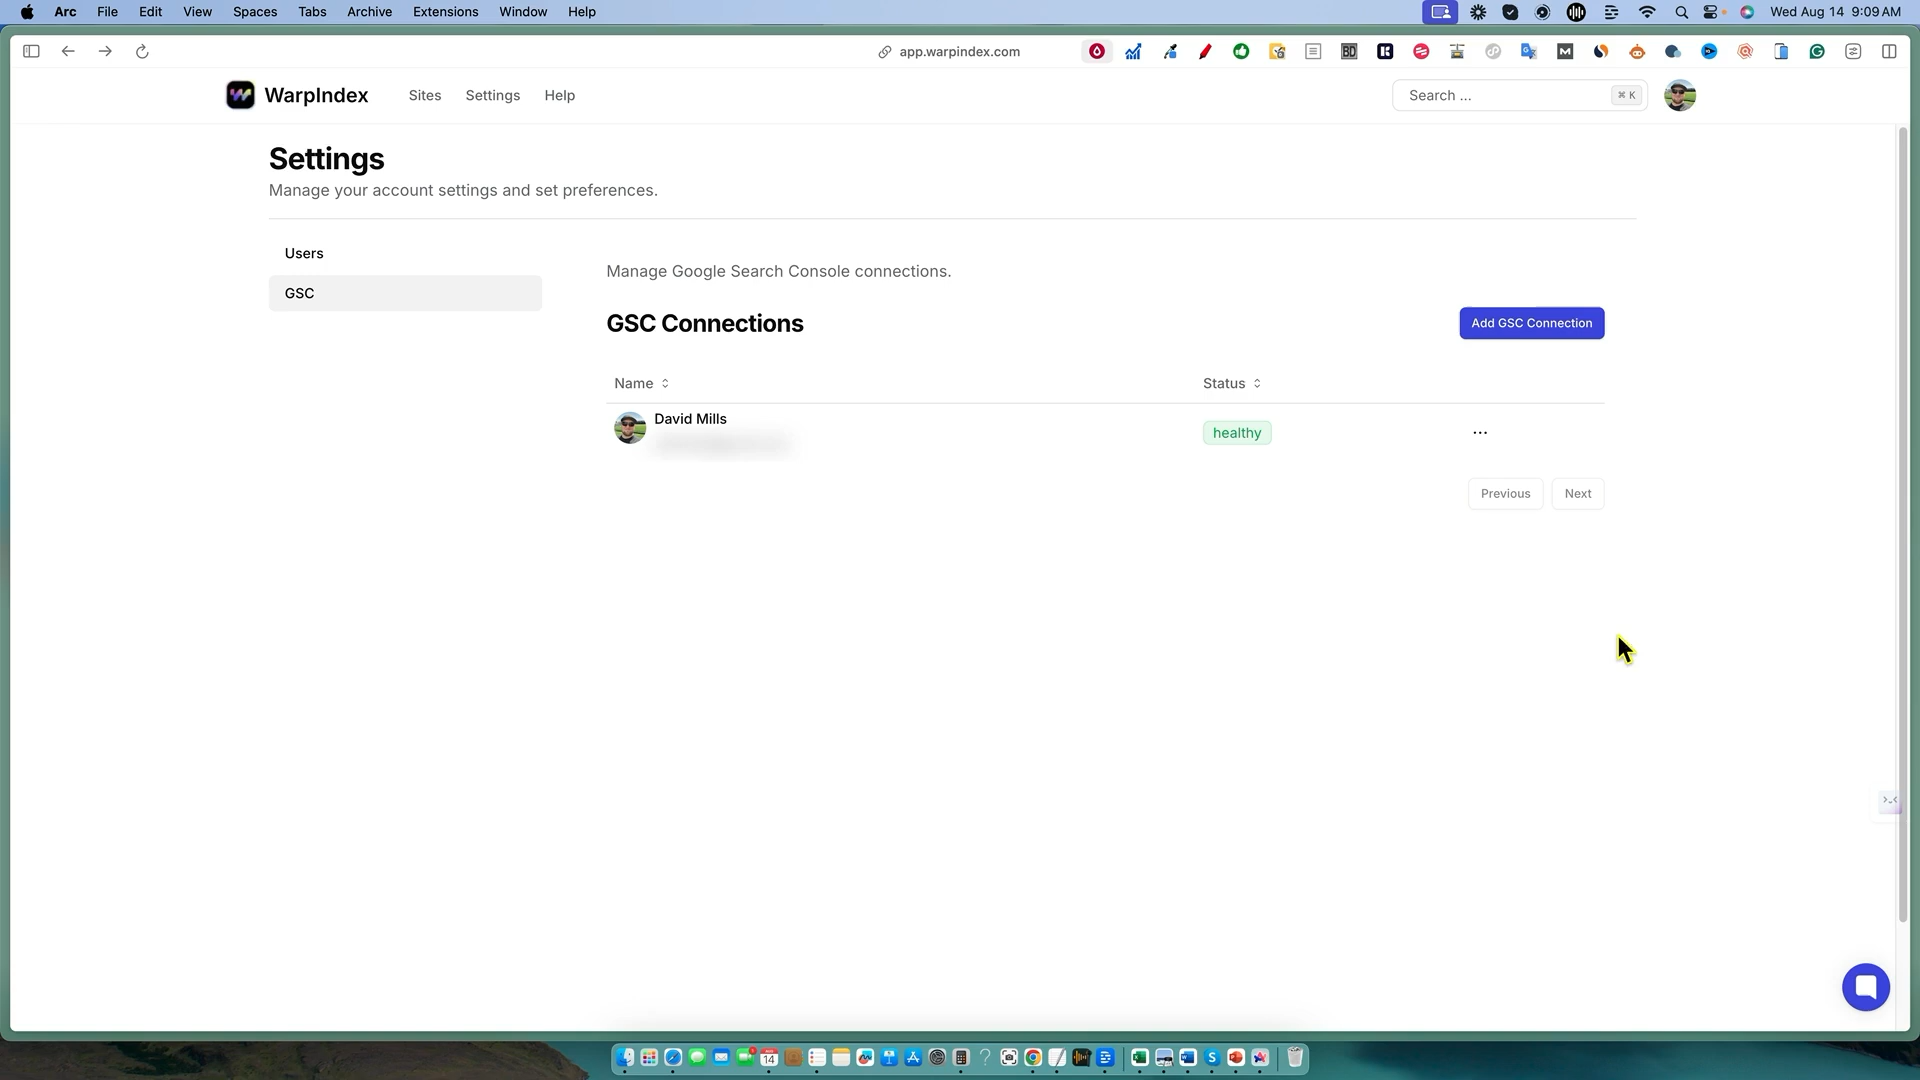 Arc File Edit View Spaces Tabs Archive Extensions Window Help Wed Aug 14 9:09 AM
app.warpindex.com
WarpIndex Sites Settings Help Search ... ⌘ K
Settings
Manage your account settings and set preferences.
Users
GSC
Manage Google Search Console connections.
GSC Connections Add GSC Connection
Name Status
David Mills
healthy ...
Previous Next